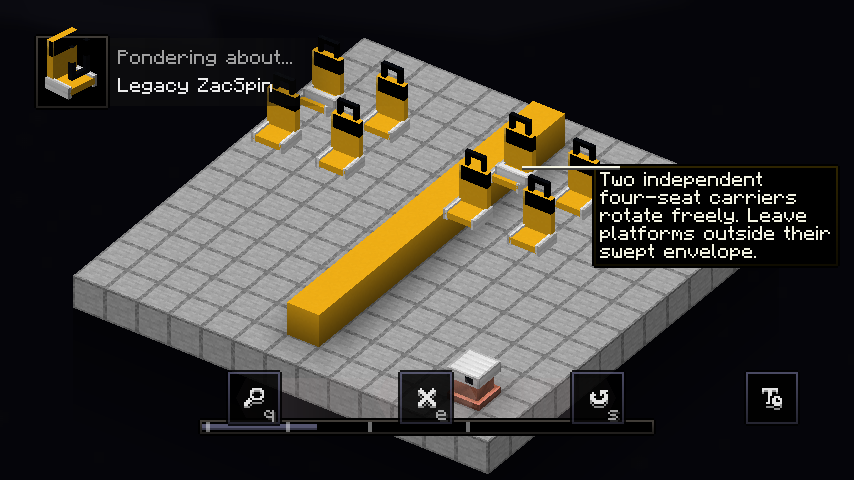 Pondering about...
Legacy ZacSpin
Two independent
four-seat carriers
rotate freely. Leave
platforms outside their
swept envelope.
q
e
s
T